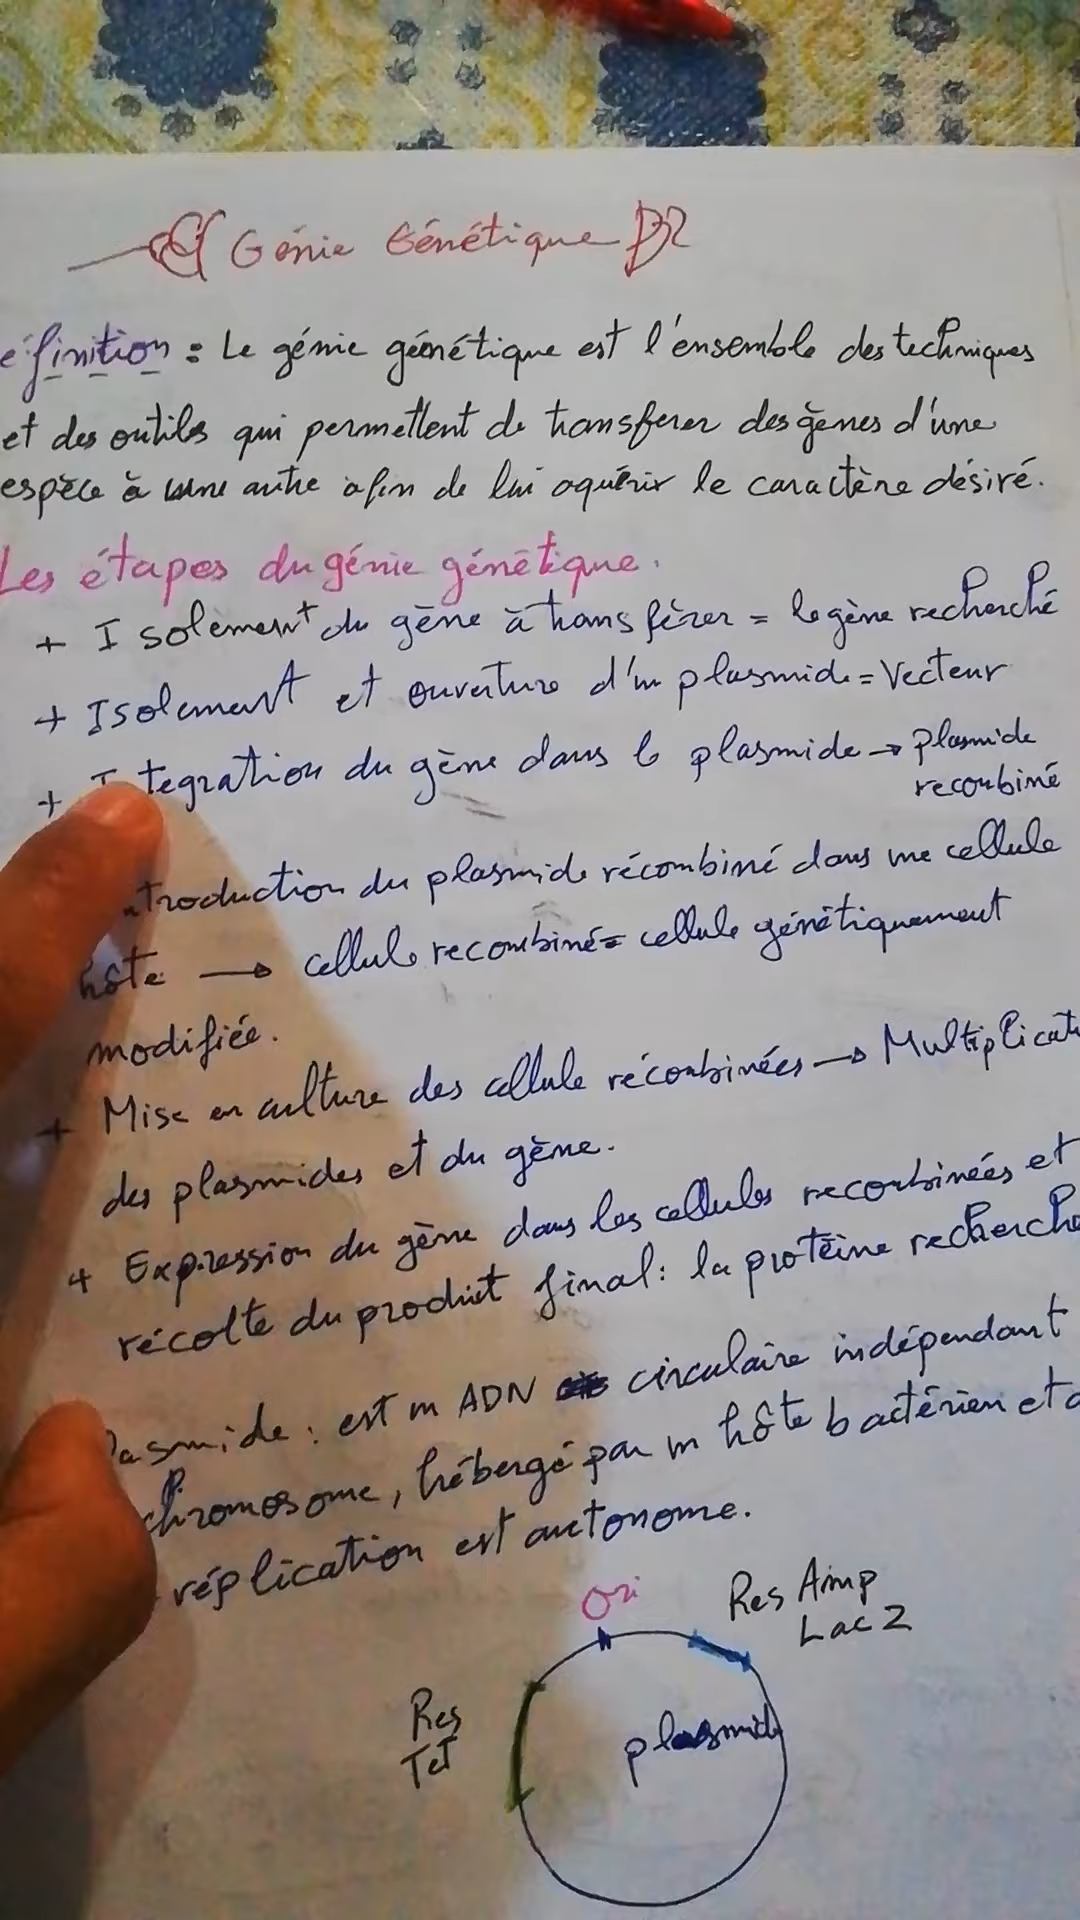 Génie Génétique
éfinition : Le génie génétique est l'ensemble des techniques
et des outils qui permettent de transferer des gènes d'une
espèce à une autre afin de lui aquérir le caractère désiré.
Les étapes du génie génétique.
+ Isolement du gène à transférer = le gène recherché
+ Isolement et ouverture d'un plasmide = Vecteur
+ Itegration du gène dans le plasmide → plasmide
recombiné
troduction du plasmide récombiné dans une cellule
hôte → cellule recombiné = cellule génétiquement
modifiée.
+ Mise en culture des cellule récombinées → Multiplicat
des plasmides et du gène.
+ Expression du gène dans les cellules recombinées et
récolte du produit final : la protéine recherché
lasmide : est un ADN circulaire indépendant
chromosome, hébergé par un hôte bactérien et
réplication est autonome.
Ori
Res Amp
Lac Z
Res
Tet
plasmide